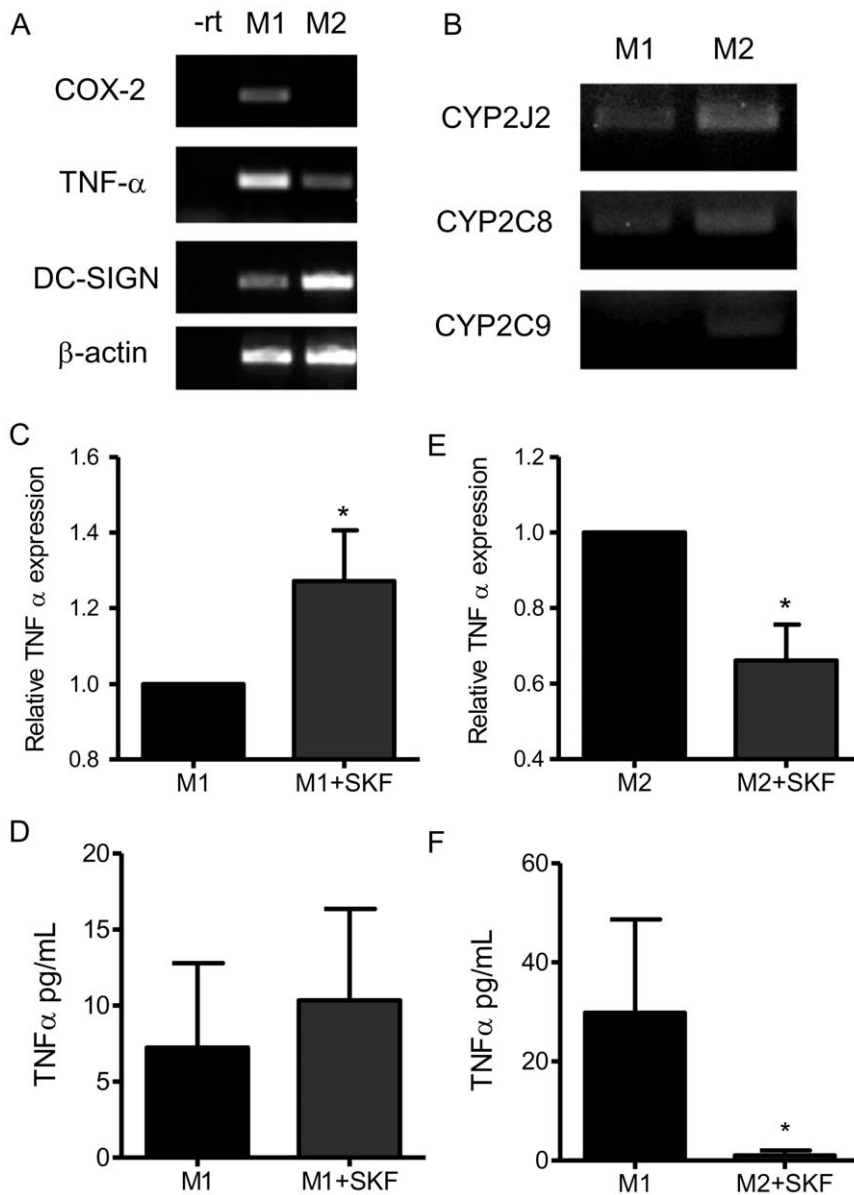 A
-rt M1 M2
COX-2
TNF-α
DC-SIGN
β-actin
B
M1 M2
CYP2J2
CYP2C8
CYP2C9
C
Relative TNF α expression
1.6
1.4
1.2
1.0
0.8
*
M1 M1+SKF
E
Relative TNF α expression
1.2
1.0
0.8
0.6
0.4
*
M2 M2+SKF
D
TNFα pg/mL
20
15
10
5
0
M1 M1+SKF
F
TNFα pg/mL
60
40
20
0
*
M1 M2+SKF